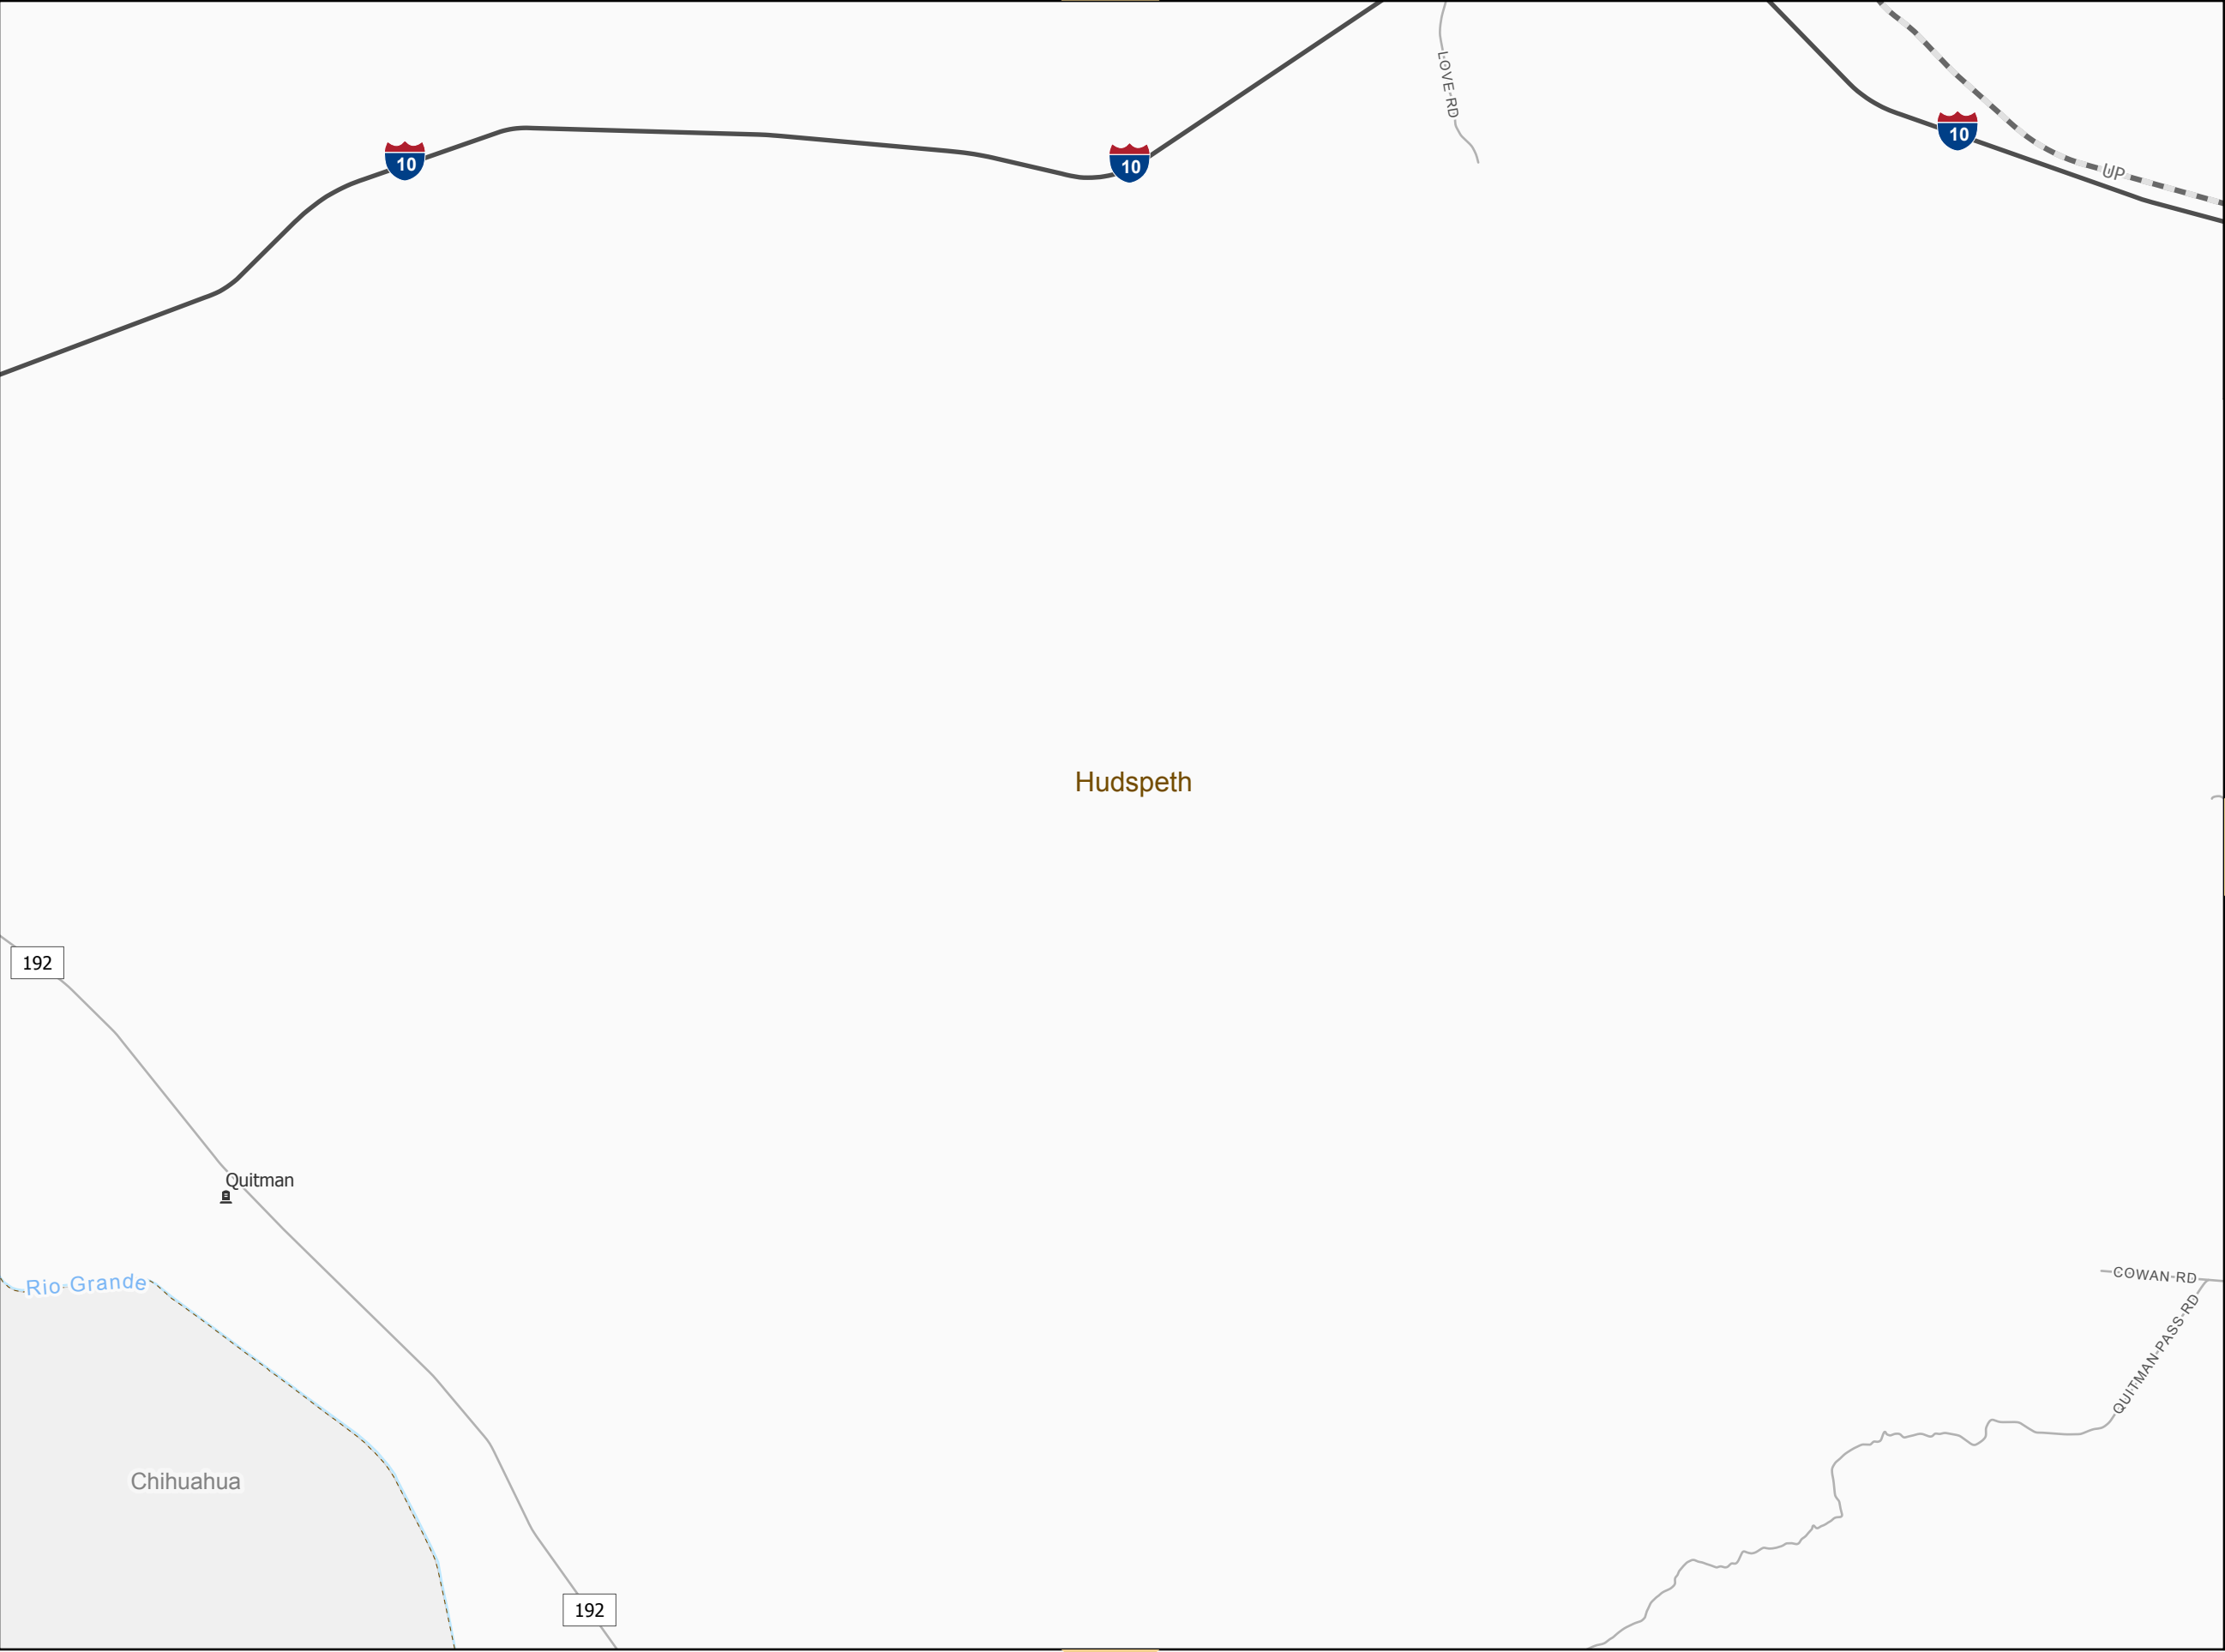 LOVE-RD
10
10
10
UP
Hudspeth
192
Quitman
Rio-Grande
COWAN-RD
QUITMAN-PASS-RD
Chihuahua
192